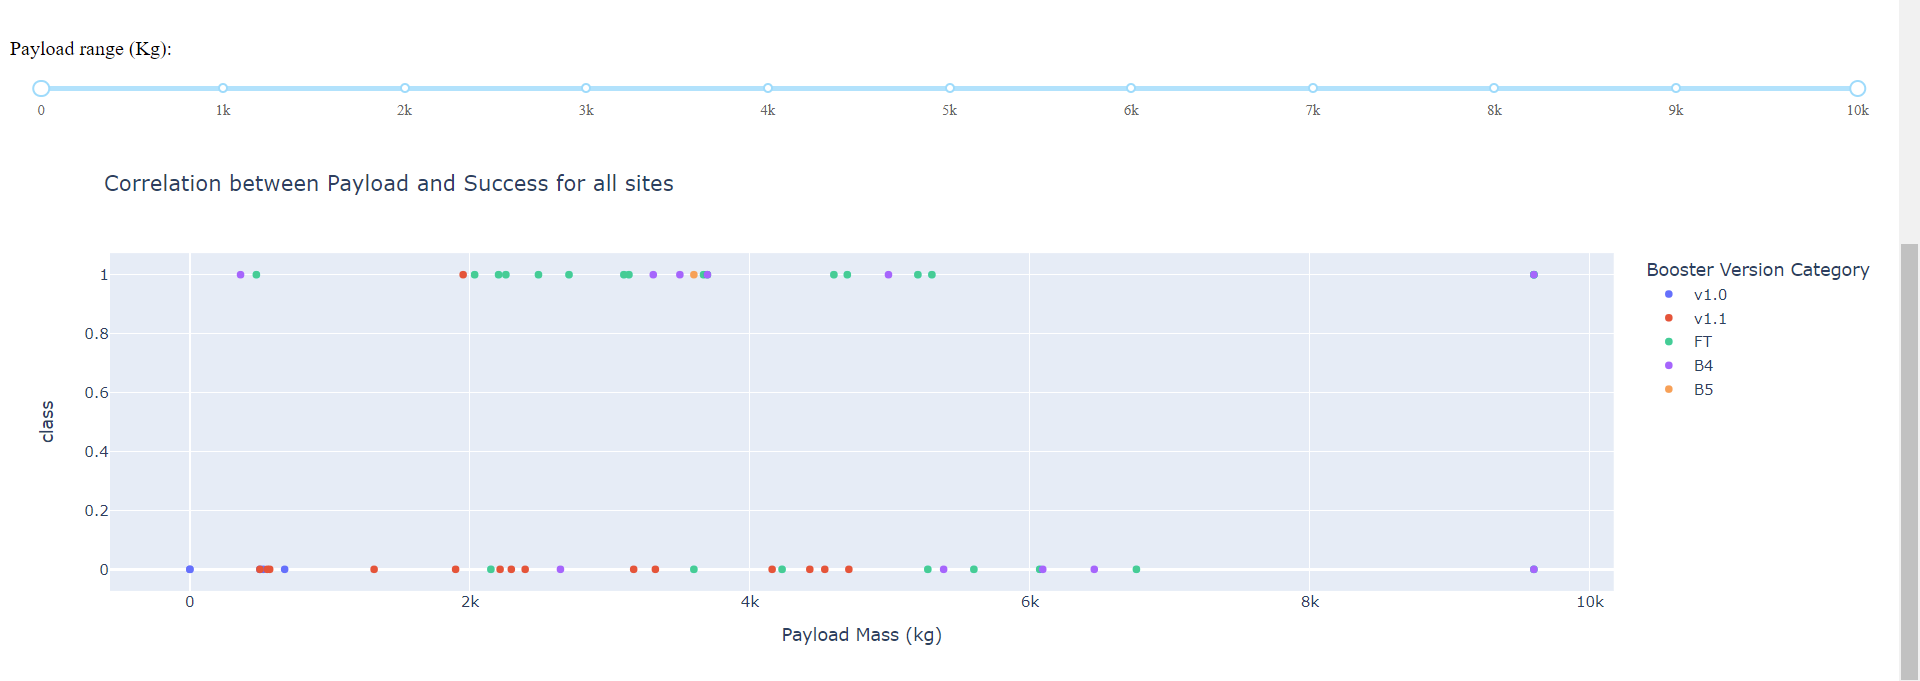 Payload range (Kg):
0 1k 2k 3k 4k 5k 6k 7k 8k 9k 10k
Correlation between Payload and Success for all sites
Booster Version Category
v1.0
v1.1
FT
B4
B5
1
0.8
0.6
0.4
0.2
0
class
0 2k 4k 6k 8k 10k
Payload Mass (kg)